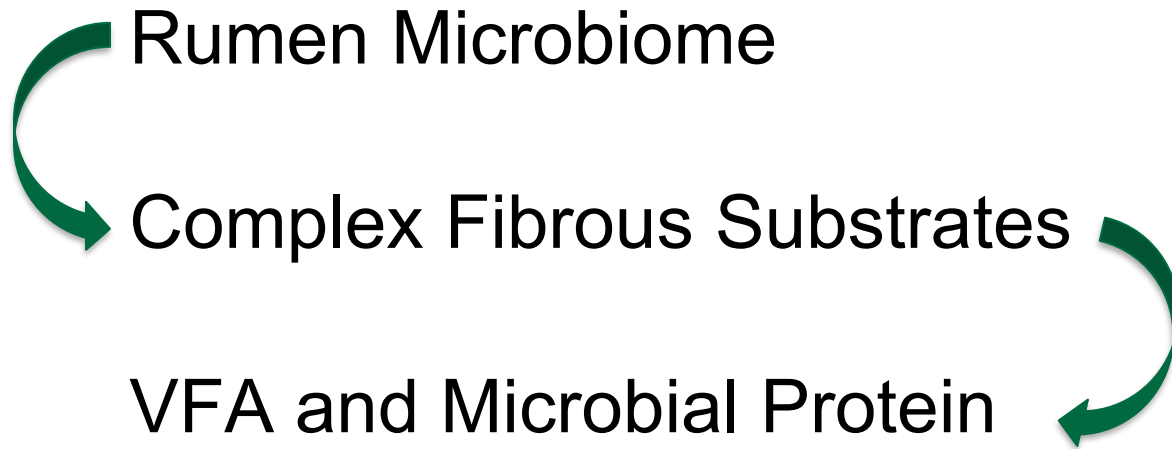 Rumen Microbiome
Complex Fibrous Substrates
VFA and Microbial Protein